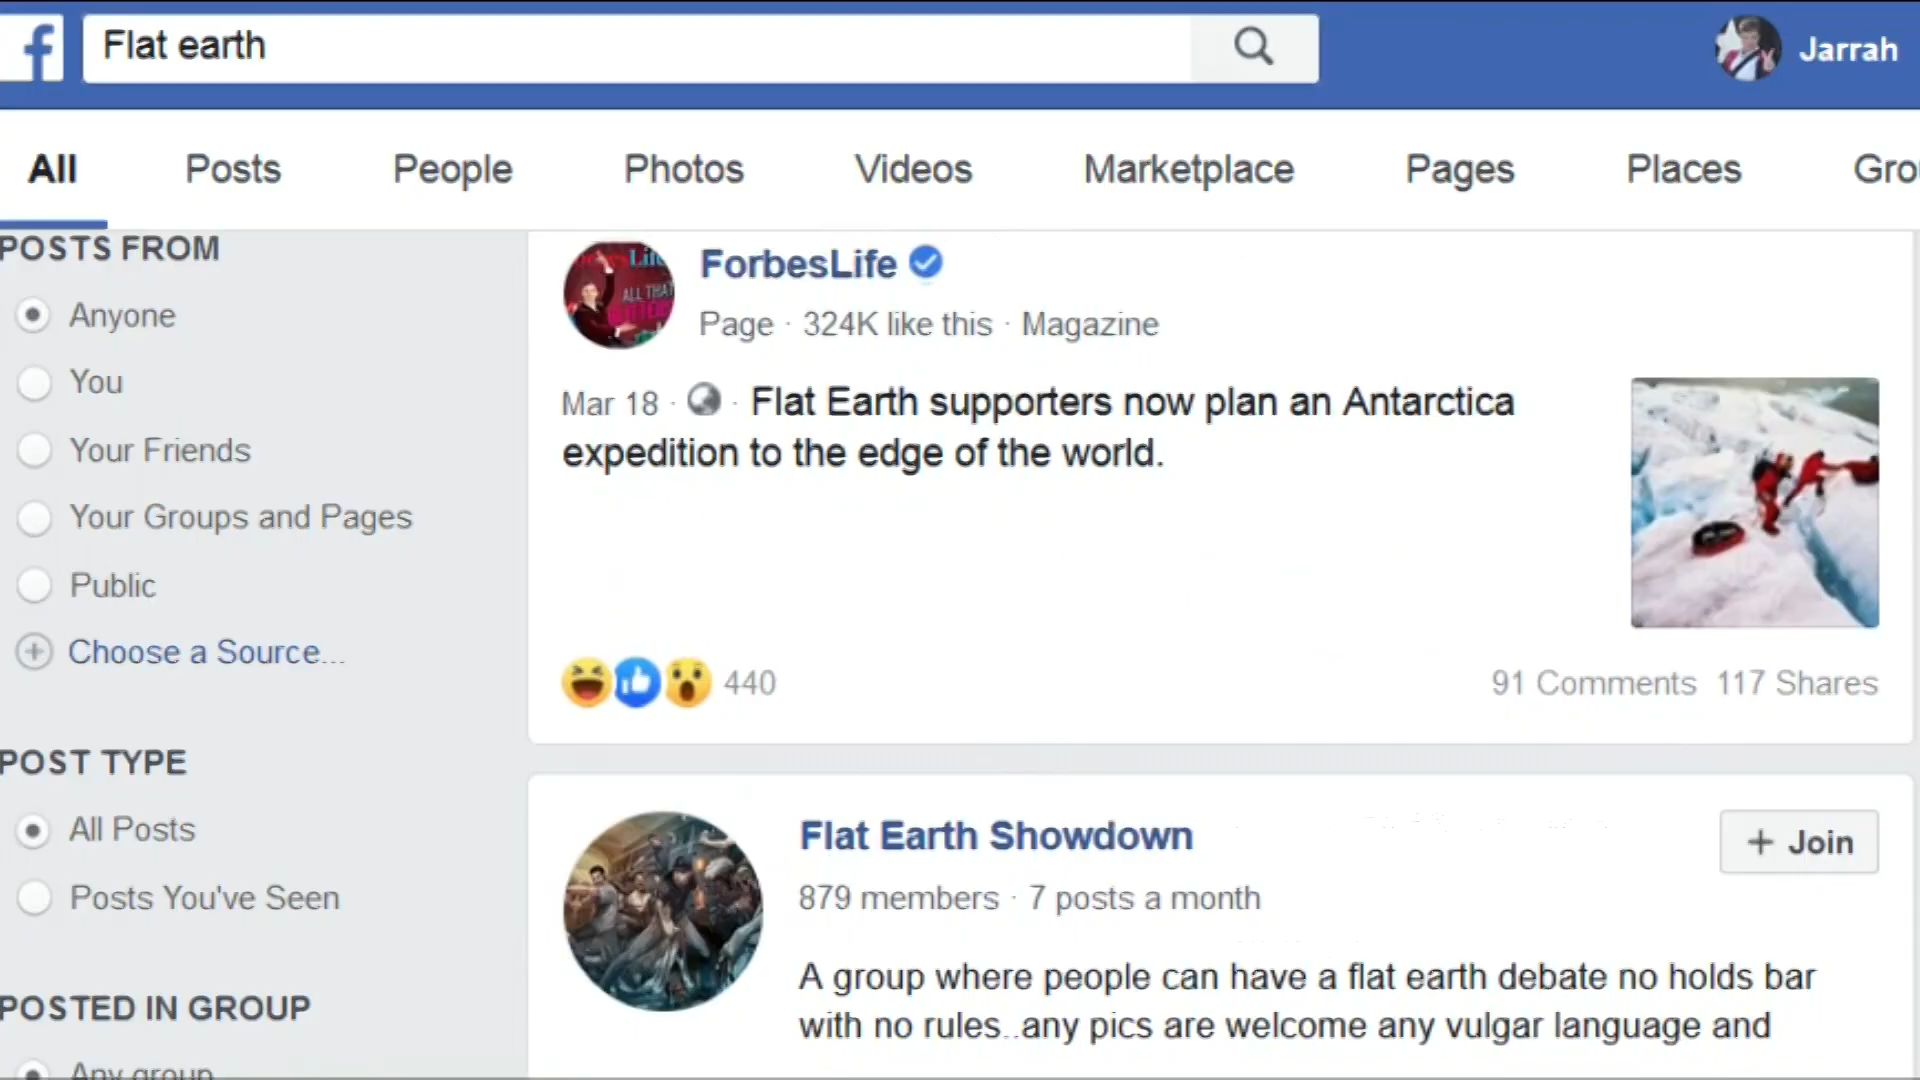 Flat earth
Jarrah
All Posts People Photos Videos Marketplace Pages Places Gro
POSTS FROM
Anyone
You
Your Friends
Your Groups and Pages
Public
Choose a Source...
POST TYPE
All Posts
Posts You've Seen
POSTED IN GROUP
Any group
ForbesLife
Page · 324K like this · Magazine
Mar 18 · · Flat Earth supporters now plan an Antarctica
expedition to the edge of the world.
440
91 Comments 117 Shares
Flat Earth Showdown
+ Join
879 members · 7 posts a month
A group where people can have a flat earth debate no holds bar
with no rules..any pics are welcome any vulgar language and